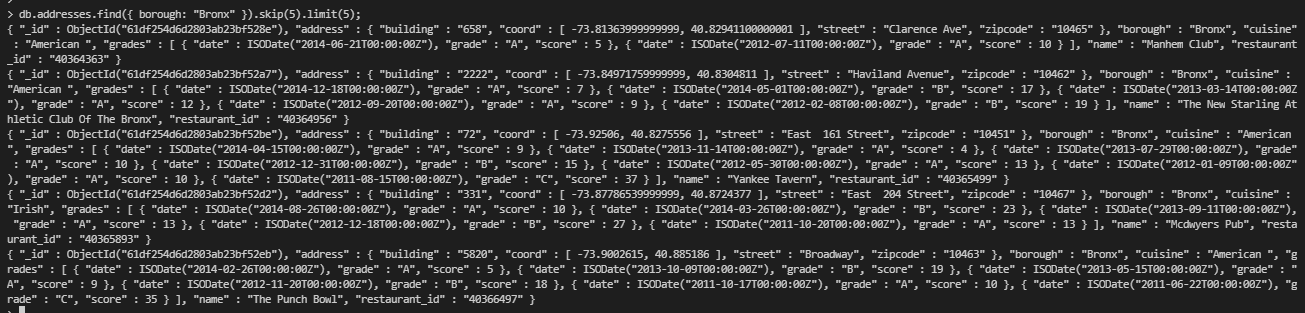 > db.addresses.find({ borough: "Bronx" }).skip(5).limit(5);
{ "_id" : ObjectId("61df254d6d2803ab23bf528e"), "address" : { "building" : "658", "coord" : [ -73.81363999999999, 40.82941100000001 ], "street" : "Clarence Ave", "zipcode" : "10465" }, "borough" : "Bronx", "cuisine"
 : "American ", "grades" : [ { "date" : ISODate("2014-06-21T00:00:00Z"), "grade" : "A", "score" : 5 }, { "date" : ISODate("2012-07-11T00:00:00Z"), "grade" : "A", "score" : 10 } ], "name" : "Manhem Club", "restaurant
_id" : "40364363" }
{ "_id" : ObjectId("61df254d6d2803ab23bf52a7"), "address" : { "building" : "2222", "coord" : [ -73.84971759999999, 40.8304811 ], "street" : "Haviland Avenue", "zipcode" : "10462" }, "borough" : "Bronx", "cuisine" :
"American ", "grades" : [ { "date" : ISODate("2014-12-18T00:00:00Z"), "grade" : "A", "score" : 7 }, { "date" : ISODate("2014-05-01T00:00:00Z"), "grade" : "B", "score" : 17 }, { "date" : ISODate("2013-03-14T00:00:00Z
"), "grade" : "A", "score" : 12 }, { "date" : ISODate("2012-09-20T00:00:00Z"), "grade" : "A", "score" : 9 }, { "date" : ISODate("2012-02-08T00:00:00Z"), "grade" : "B", "score" : 19 } ], "name" : "The New Starling At
hletic Club Of The Bronx", "restaurant_id" : "40364956" }
{ "_id" : ObjectId("61df254d6d2803ab23bf52be"), "address" : { "building" : "72", "coord" : [ -73.92506, 40.8275556 ], "street" : "East  161 Street", "zipcode" : "10451" }, "borough" : "Bronx", "cuisine" : "American
", "grades" : [ { "date" : ISODate("2014-04-15T00:00:00Z"), "grade" : "A", "score" : 9 }, { "date" : ISODate("2013-11-14T00:00:00Z"), "grade" : "A", "score" : 4 }, { "date" : ISODate("2013-07-29T00:00:00Z"), "grade"
 : "A", "score" : 10 }, { "date" : ISODate("2012-12-31T00:00:00Z"), "grade" : "B", "score" : 15 }, { "date" : ISODate("2012-05-30T00:00:00Z"), "grade" : "A", "score" : 13 }, { "date" : ISODate("2012-01-09T00:00:00Z"
), "grade" : "A", "score" : 10 }, { "date" : ISODate("2011-08-15T00:00:00Z"), "grade" : "C", "score" : 37 } ], "name" : "Yankee Tavern", "restaurant_id" : "40365499" }
{ "_id" : ObjectId("61df254d6d2803ab23bf52d2"), "address" : { "building" : "331", "coord" : [ -73.87786539999999, 40.8724377 ], "street" : "East  204 Street", "zipcode" : "10467" }, "borough" : "Bronx", "cuisine" :
"Irish", "grades" : [ { "date" : ISODate("2014-08-26T00:00:00Z"), "grade" : "A", "score" : 10 }, { "date" : ISODate("2014-03-26T00:00:00Z"), "grade" : "B", "score" : 23 }, { "date" : ISODate("2013-09-11T00:00:00Z"),
 "grade" : "A", "score" : 13 }, { "date" : ISODate("2012-12-18T00:00:00Z"), "grade" : "B", "score" : 27 }, { "date" : ISODate("2011-10-20T00:00:00Z"), "grade" : "A", "score" : 13 } ], "name" : "Mcdwyers Pub", "resta
urant_id" : "40365893" }
{ "_id" : ObjectId("61df254d6d2803ab23bf52eb"), "address" : { "building" : "5820", "coord" : [ -73.9002615, 40.885186 ], "street" : "Broadway", "zipcode" : "10463" }, "borough" : "Bronx", "cuisine" : "American ", "g
rades" : [ { "date" : ISODate("2014-02-26T00:00:00Z"), "grade" : "A", "score" : 5 }, { "date" : ISODate("2013-10-09T00:00:00Z"), "grade" : "B", "score" : 19 }, { "date" : ISODate("2013-05-15T00:00:00Z"), "grade" : "
A", "score" : 9 }, { "date" : ISODate("2012-11-20T00:00:00Z"), "grade" : "B", "score" : 18 }, { "date" : ISODate("2011-10-17T00:00:00Z"), "grade" : "A", "score" : 10 }, { "date" : ISODate("2011-06-22T00:00:00Z"), "g
rade" : "C", "score" : 35 } ], "name" : "The Punch Bowl", "restaurant_id" : "40366497" }
>